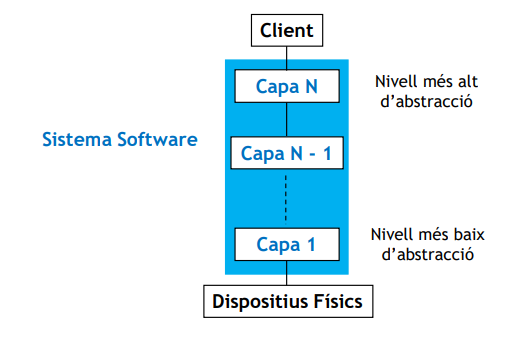 Client
Capa N
Nivell més alt
d'abstracció
Sistema Software
Capa N - 1
Capa 1
Nivell més baix
d'abstracció
Dispositius Físics